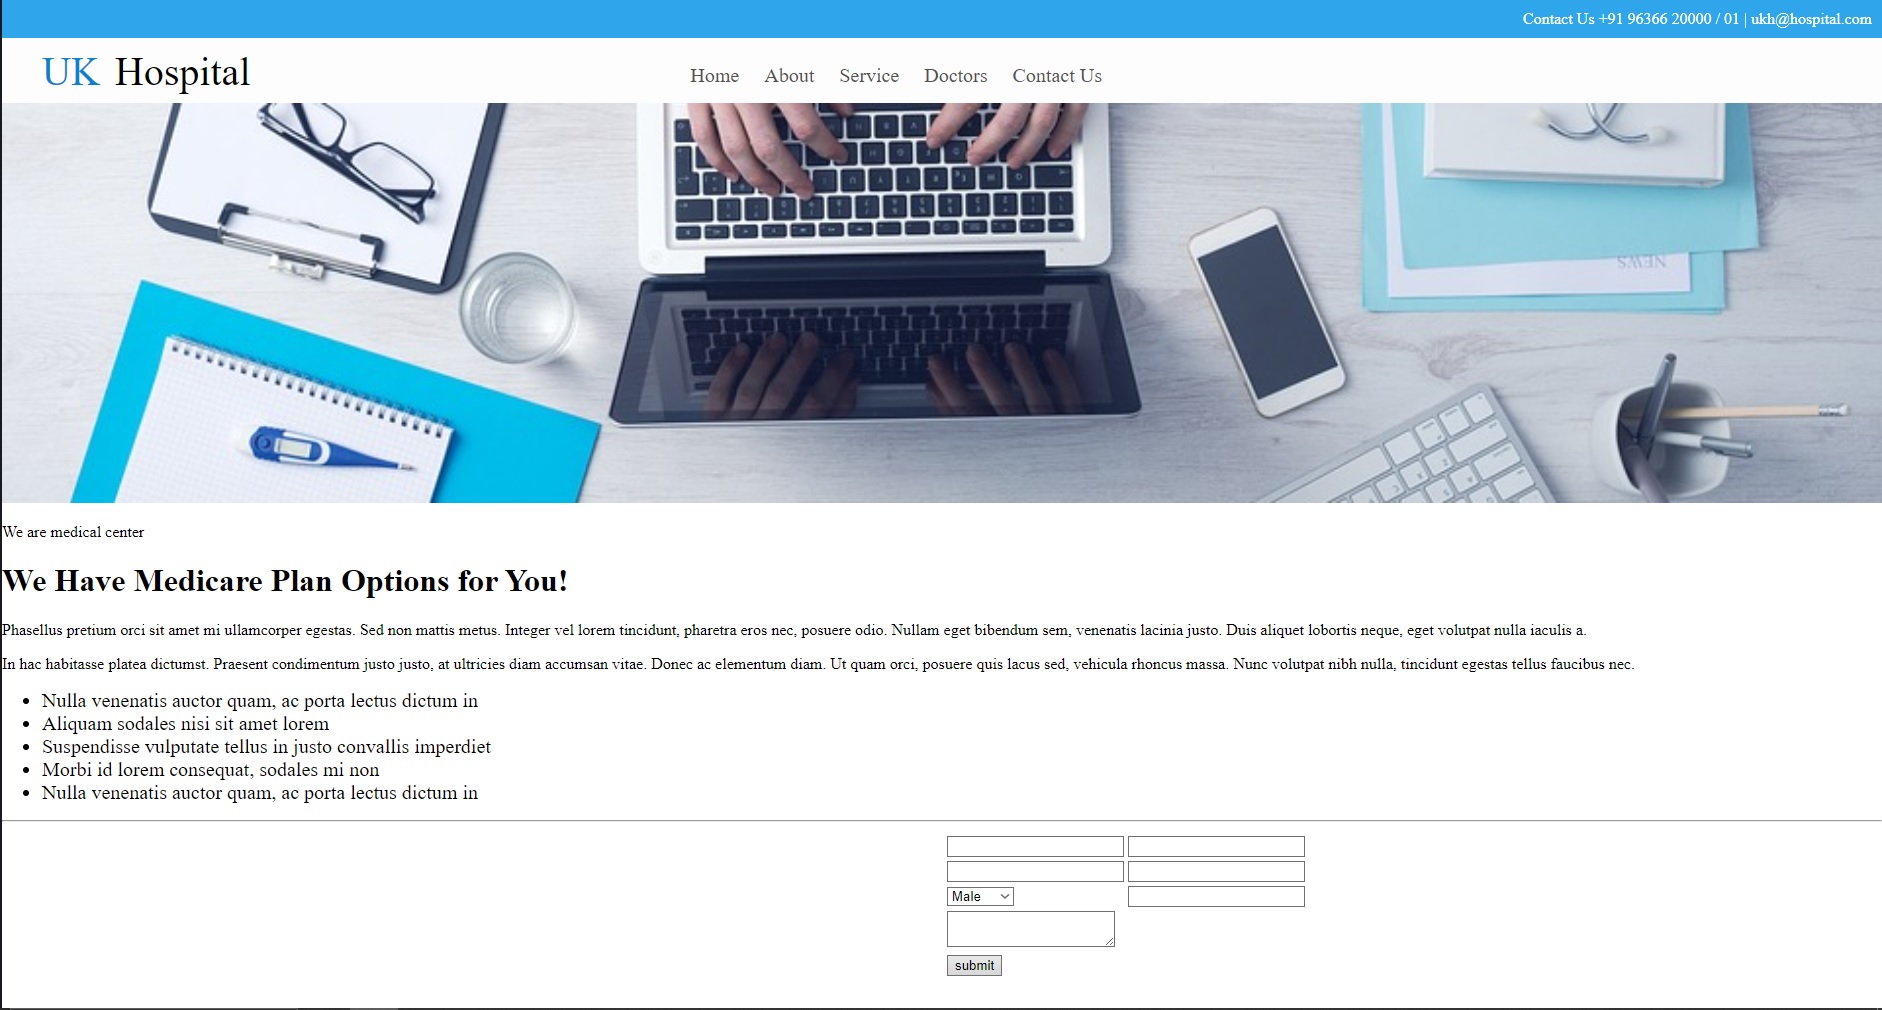 Contact Us +91 96366 20000 / 01 | ukh@hospital.com
UK Hospital
Home About Service Doctors Contact Us
NEWS
We are medical center
We Have Medicare Plan Options for You!
Phasellus pretium orci sit amet mi ullamcorper egestas. Sed non mattis metus. Integer vel lorem tincidunt, pharetra eros nec, posuere odio. Nullam eget bibendum sem, venenatis lacinia justo. Duis aliquet lobortis neque, eget volutpat nulla iaculis a.
In hac habitasse platea dictumst. Praesent condimentum justo justo, at ultricies diam accumsan vitae. Donec ac elementum diam. Ut quam orci, posuere quis lacus sed, vehicula rhoncus massa. Nunc volutpat nibh nulla, tincidunt egestas tellus faucibus nec.
Nulla venenatis auctor quam, ac porta lectus dictum in
Aliquam sodales nisi sit amet lorem
Suspendisse vulputate tellus in justo convallis imperdiet
Morbi id lorem consequat, sodales mi non
Nulla venenatis auctor quam, ac porta lectus dictum in
Male
submit